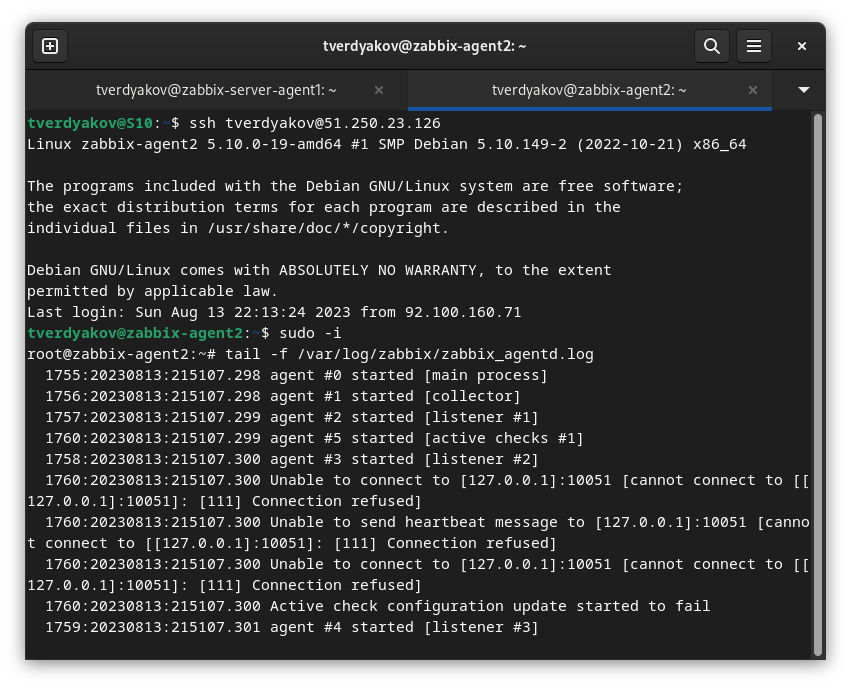 tverdyakov@zabbix-agent2: ~
tverdyakov@zabbix-server-agent1: ~
tverdyakov@zabbix-agent2: ~
tverdyakov@S10:~$ ssh tverdyakov@51.250.23.126
Linux zabbix-agent2 5.10.0-19-amd64 #1 SMP Debian 5.10.149-2 (2022-10-21) x86_64
The programs included with the Debian GNU/Linux system are free software;
the exact distribution terms for each program are described in the
individual files in /usr/share/doc/*/copyright.
Debian GNU/Linux comes with ABSOLUTELY NO WARRANTY, to the extent
permitted by applicable law.
Last login: Sun Aug 13 22:13:24 2023 from 92.100.160.71
tverdyakov@zabbix-agent2:~$ sudo -i
root@zabbix-agent2:~# tail -f /var/log/zabbix/zabbix_agentd.log
1755:20230813:215107.298 agent #0 started [main process]
1756:20230813:215107.298 agent #1 started [collector]
1757:20230813:215107.299 agent #2 started [listener #1]
1760:20230813:215107.299 agent #5 started [active checks #1]
1758:20230813:215107.300 agent #3 started [listener #2]
1760:20230813:215107.300 Unable to connect to [127.0.0.1]:10051 [cannot connect to [[
127.0.0.1]:10051]: [111] Connection refused]
1760:20230813:215107.300 Unable to send heartbeat message to [127.0.0.1]:10051 [canno
t connect to [[127.0.0.1]:10051]: [111] Connection refused]
1760:20230813:215107.300 Unable to connect to [127.0.0.1]:10051 [cannot connect to [[
127.0.0.1]:10051]: [111] Connection refused]
1760:20230813:215107.300 Active check configuration update started to fail
1759:20230813:215107.301 agent #4 started [listener #3]